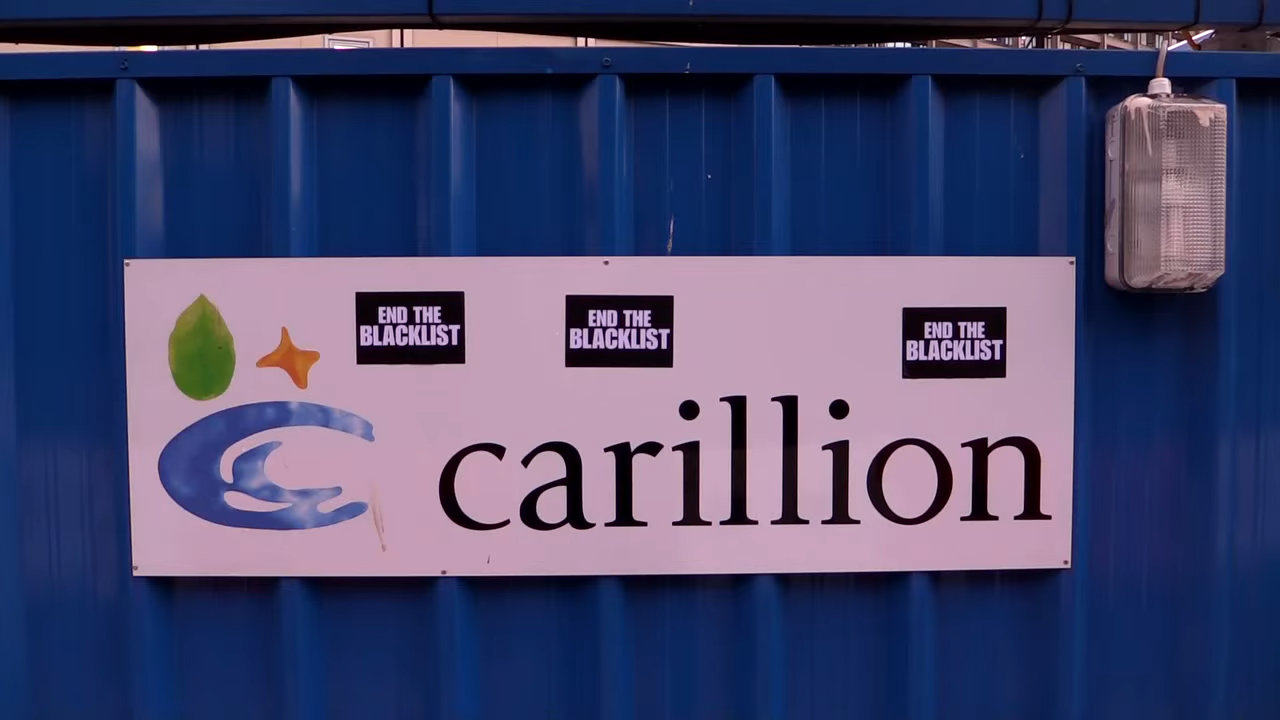 END THE
BLACKLIST
END THE
BLACKLIST
END THE
BLACKLIST
carillion